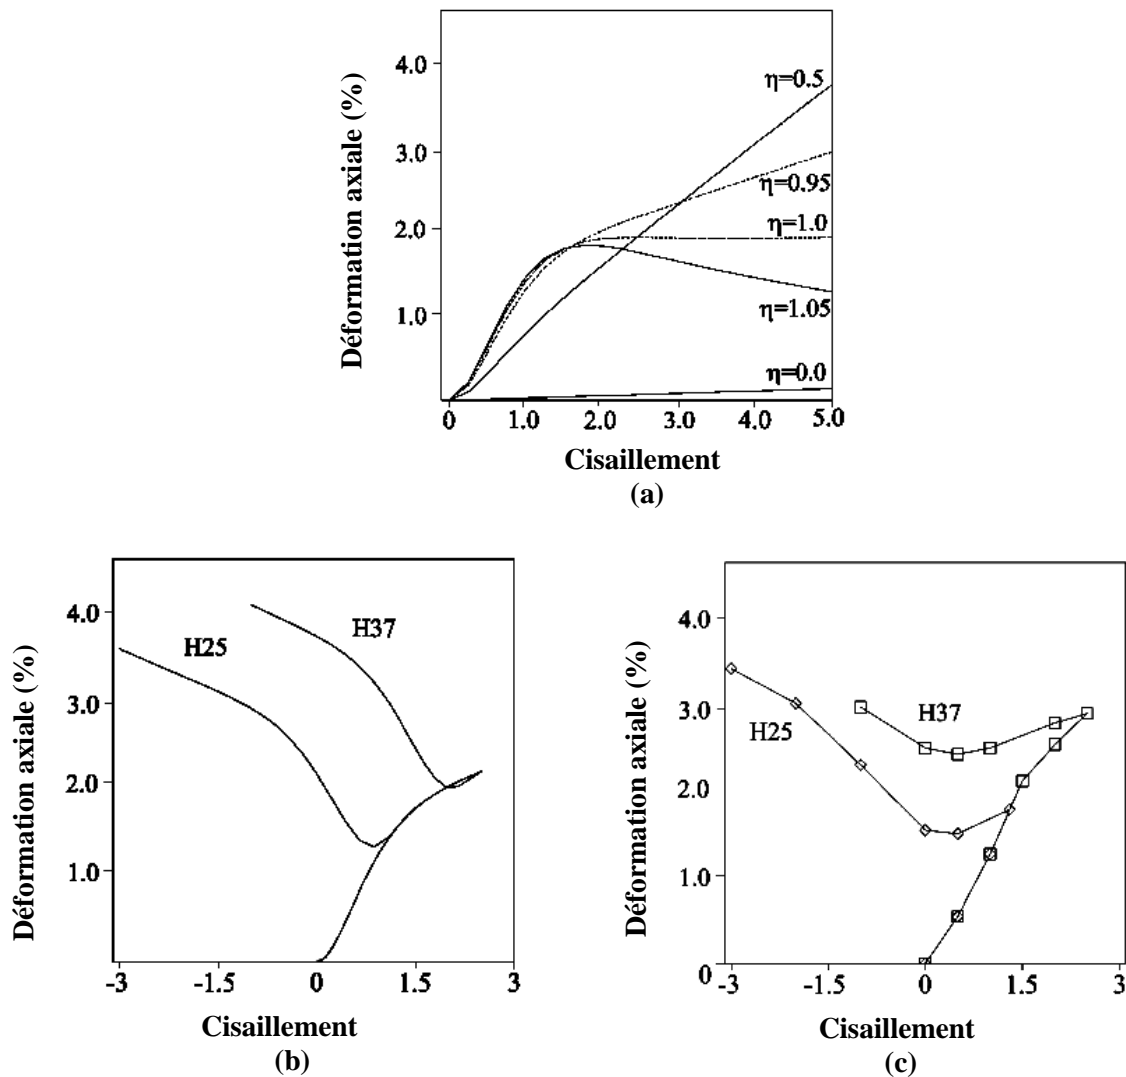 Déformation axiale (%)
4.0
3.0
2.0
1.0
η=0.5
η=0.95
η=1.0
η=1.05
η=0.0
0 1.0 2.0 3.0 4.0 5.0
Cisaillement
(a)
Déformation axiale (%)
4.0
3.0
2.0
1.0
H25
H37
-3 -1.5 0 1.5 3
Cisaillement
(b)
Déformation axiale (%)
4.0
3.0
2.0
1.0
0
H25
H37
-3 -1.5 0 1.5 3
Cisaillement
(c)